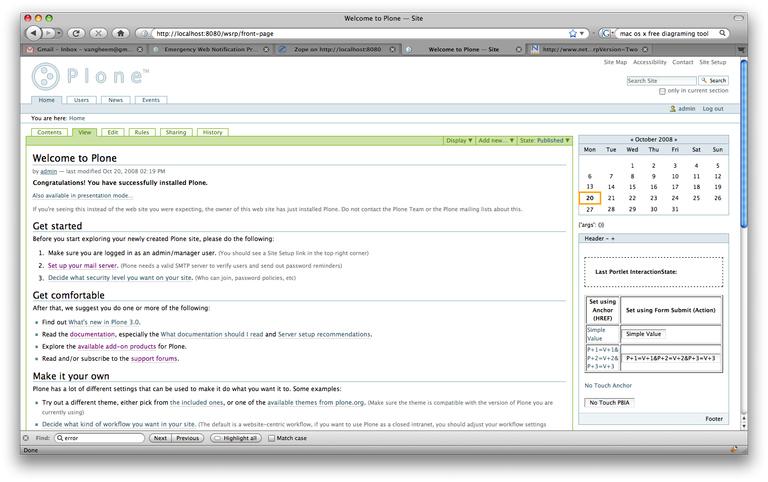 Welcome to Plone — Site
http://localhost:8080/wsrp/front-page
mac os x free diagraming tool
Gmail - Inbox - vangheem@gm...
Emergency Web Notification Pr...
Zope on http://localhost:8080
Welcome to Plone — Site
http://www.net...rpVersion=Two
Site Map Accessibility Contact Site Setup
Plone™
Search Site Search
only in current section
Home Users News Events
admin Log out
You are here: Home
Contents View Edit Rules Sharing History
Display ▼ Add new... ▼ State: Published ▼
Welcome to Plone
by admin — last modified Oct 20, 2008 02:19 PM
Congratulations! You have successfully installed Plone.
Also available in presentation mode...
If you're seeing this instead of the web site you were expecting, the owner of this web site has just installed Plone. Do not contact the Plone Team or the Plone mailing lists about this.
Get started
Before you start exploring your newly created Plone site, please do the following:
1. Make sure you are logged in as an admin/manager user. (You should see a Site Setup link in the top right corner)
2. Set up your mail server. (Plone needs a valid SMTP server to verify users and send out password reminders)
3. Decide what security level you want on your site. (Who can join, password policies, etc)
Get comfortable
After that, we suggest you do one or more of the following:
Find out What's new in Plone 3.0.
Read the documentation, especially the What documentation should I read and Server setup recommendations.
Explore the available add-on products for Plone.
Read and/or subscribe to the support forums.
Make it your own
Plone has a lot of different settings that can be used to make it do what you want it to. Some examples:
Try out a different theme, either pick from the included ones, or one of the available themes from plone.org. (Make sure the theme is compatible with the version of Plone you are
currently using)
Decide what kind of workflow you want in your site. (The default is a website-centric workflow, if you want to use Plone as a closed intranet, you should adjust your workflow settings
« October 2008 »
Mon Tue Wed Thu Fri Sat Sun
1 2 3 4 5
6 7 8 9 10 11 12
13 14 15 16 17 18 19
20 21 22 23 24 25 26
27 28 29 30 31
{'args': ()}
Header – +
Last Portlet InteractionState:
Set using Anchor (HREF)
Set using Form Submit (Action)
Simple Value
Simple Value
P+1=V+1&
P+2=V+2&
P+3=V+3
P+1=V+1&P+2=V+2&P+3=V+3
No Touch Anchor
No Touch PBIA
Footer
Find: error Next Previous Highlight all Match case
Done